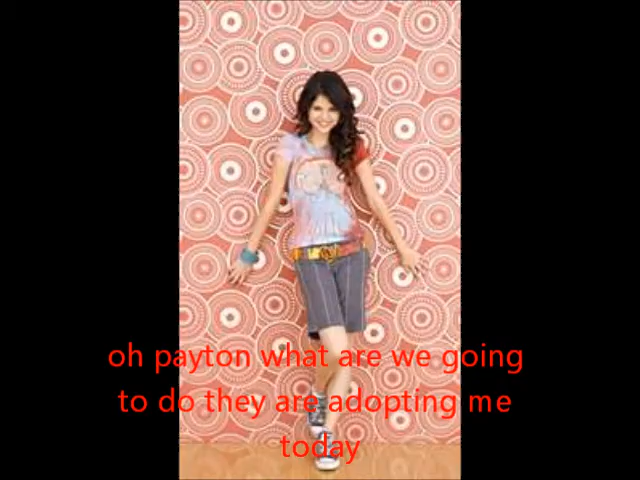 oh payton what are we going
to do they are adopting me
today